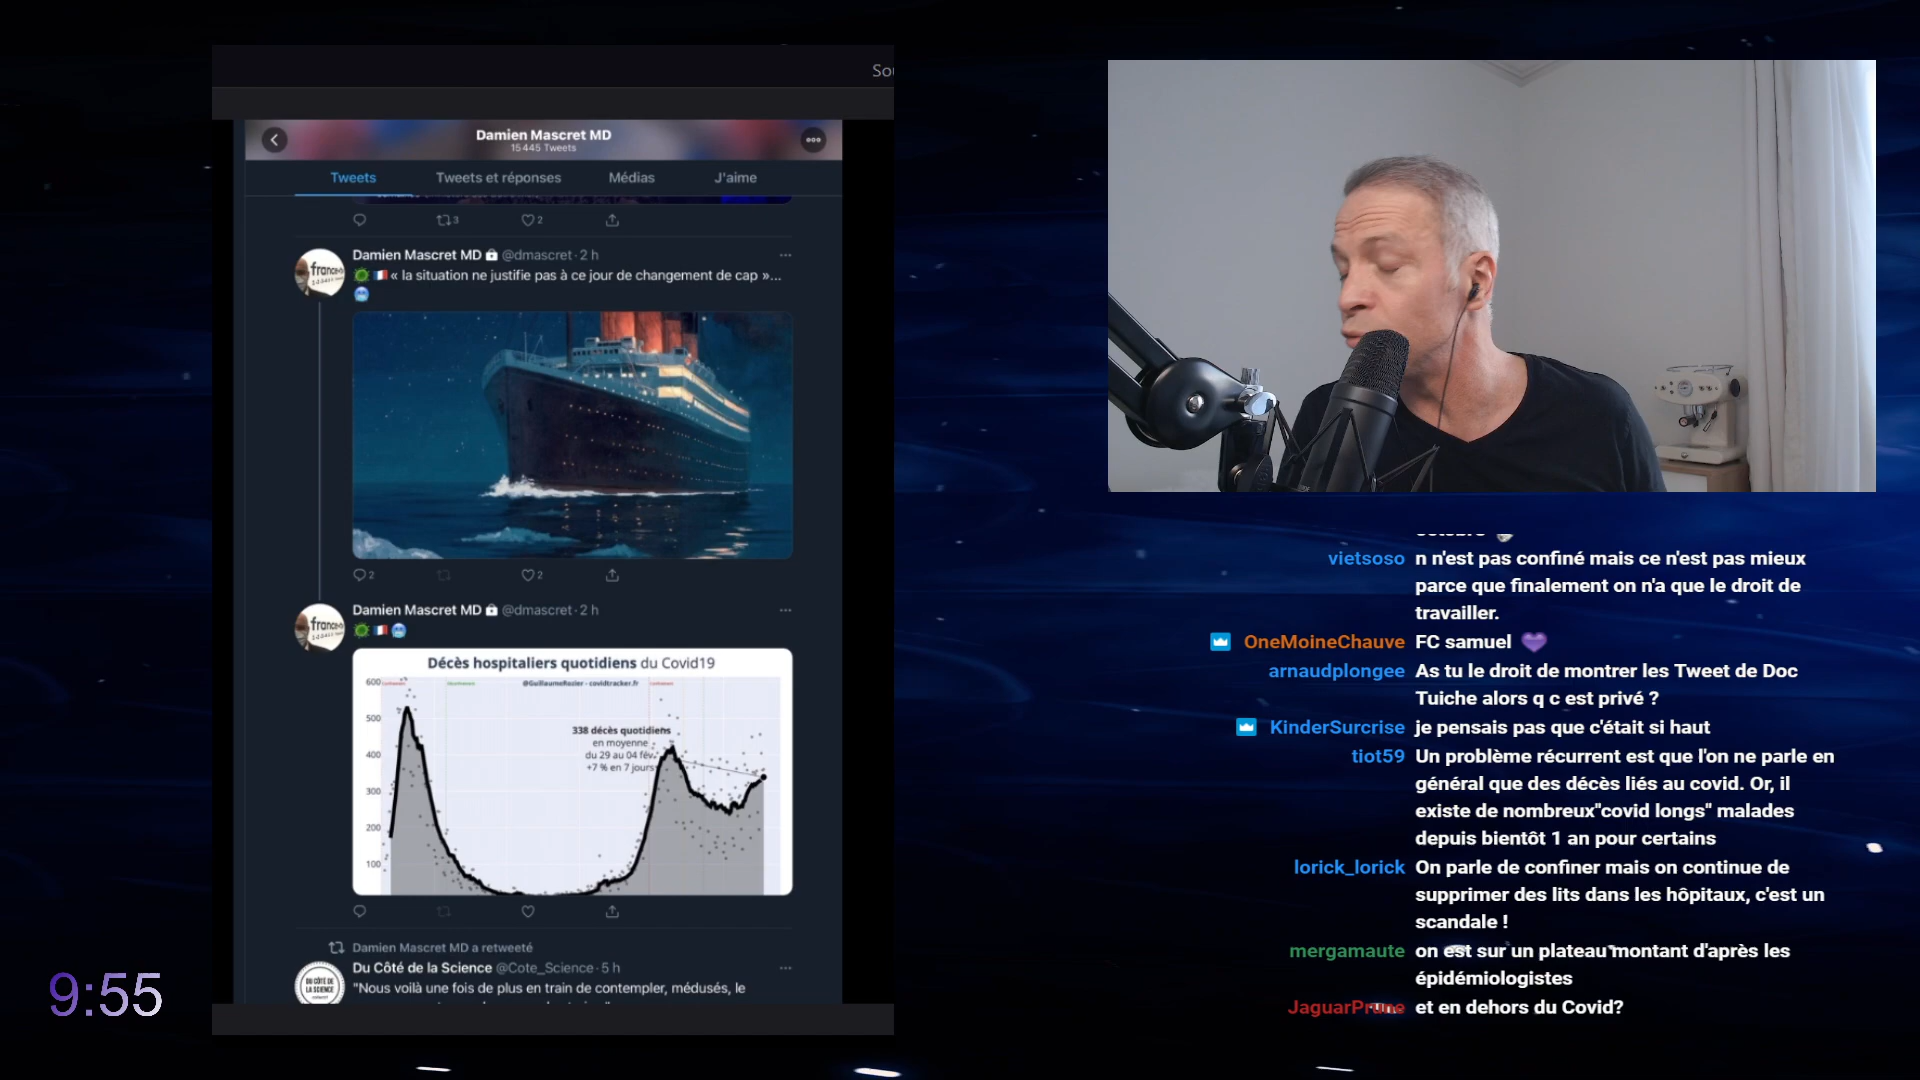 Sou
Damien Mascret MD
15 445 Tweets
Tweets
Tweets et réponses
Médias
J'aime
3
2
Damien Mascret MD @dmascret · 2 h
« la situation ne justifie pas à ce jour de changement de cap »...
2
2
Damien Mascret MD @dmascret · 2 h
Décès hospitaliers quotidiens du Covid19
@GuillaumeRozier - covidtracker.fr
600
500
400
300
200
100
338 décès quotidiens
en moyenne
du 29 au 04 fév.
+7 % en 7 jours
Damien Mascret MD a retweeté
Du Côté de la Science @Cote_Science · 5 h
"Nous voilà une fois de plus en train de contempler, médusés, le
DU CÔTÉ DE
LA SCIENCE
9:55
vietsoso n n'est pas confiné mais ce n'est pas mieux
parce que finalement on n'a que le droit de
travailler.
OneMoineChauve FC samuel
arnaudplongee As tu le droit de montrer les Tweet de Doc
Tuiche alors q c est privé ?
KinderSurcrise je pensais pas que c'était si haut
tiot59 Un problème récurrent est que l'on ne parle en
général que des décès liés au covid. Or, il
existe de nombreux"covid longs" malades
depuis bientôt 1 an pour certains
lorick_lorick On parle de confiner mais on continue de
supprimer des lits dans les hôpitaux, c'est un
scandale !
mergamaute on est sur un plateau montant d'après les
épidémiologistes
JaguarPrune et en dehors du Covid?